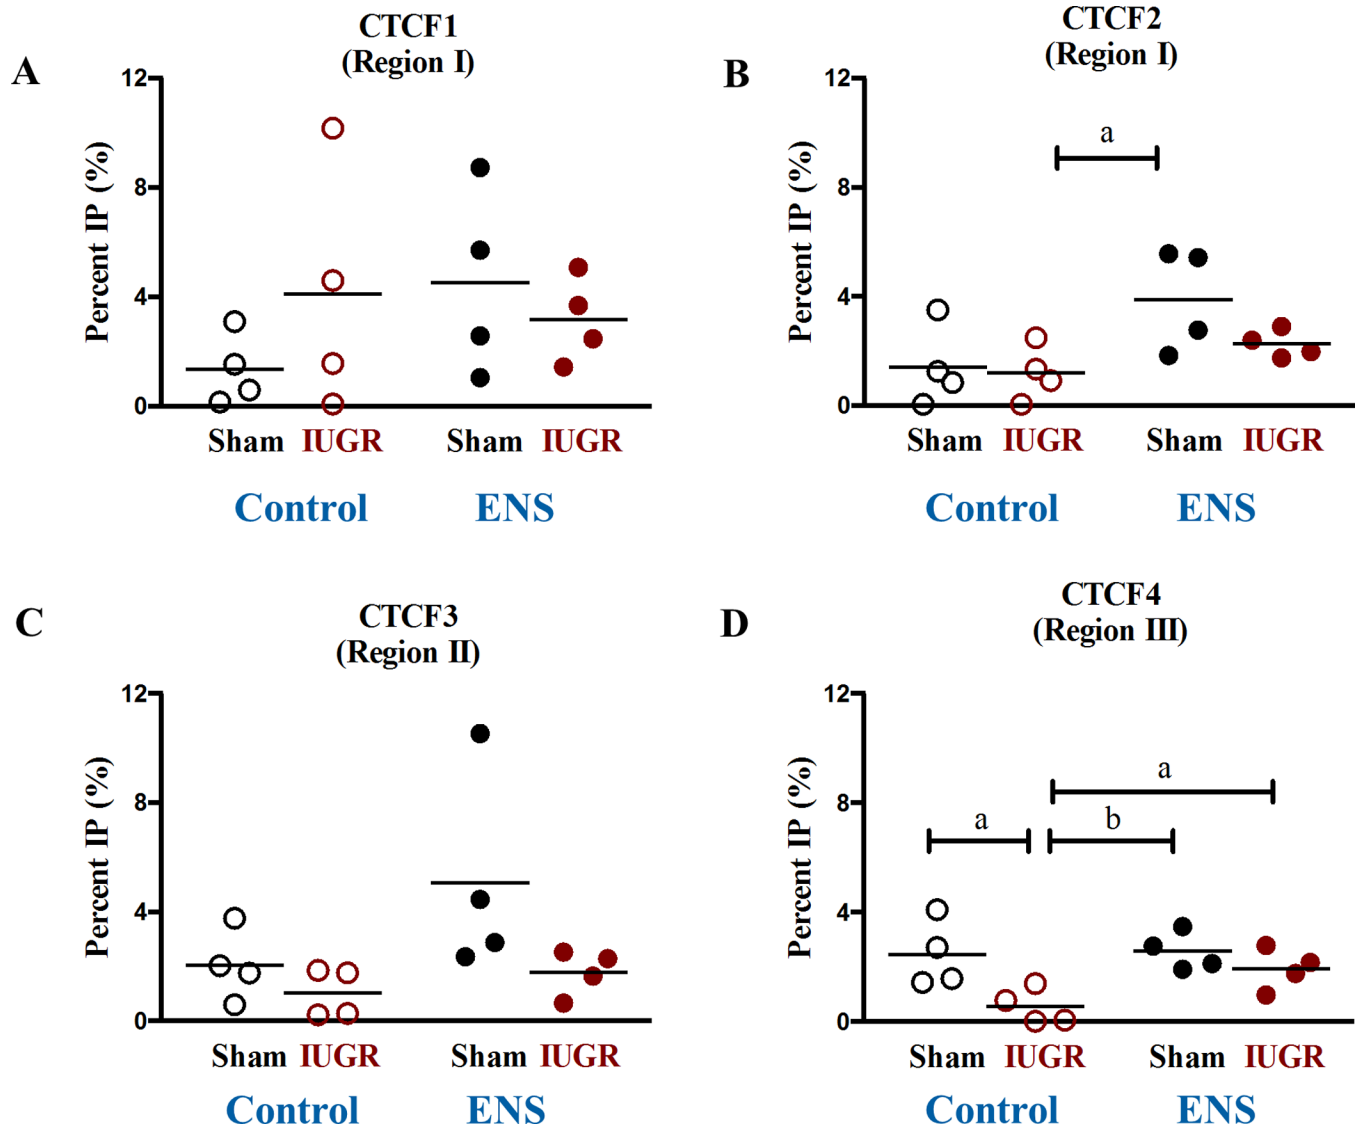 CTCF1
(Region I)
A
12
8
4
0
Percent IP (%)
Sham IUGR Sham IUGR
Control ENS
CTCF2
(Region I)
B
12
8
4
0
Percent IP (%)
a
Sham IUGR Sham IUGR
Control ENS
CTCF3
(Region II)
C
12
8
4
0
Percent IP (%)
Sham IUGR Sham IUGR
Control ENS
CTCF4
(Region III)
D
12
8
4
0
Percent IP (%)
a
a b
Sham IUGR Sham IUGR
Control ENS